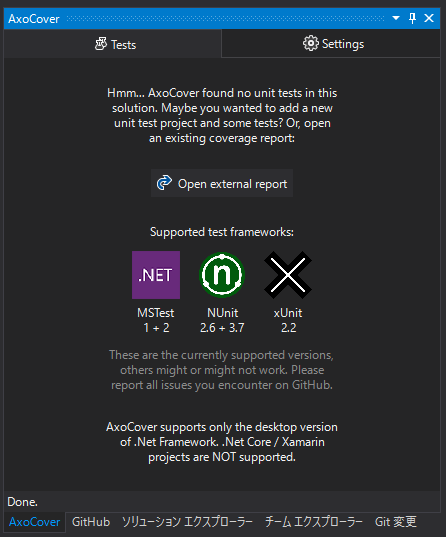 AxoCover
Tests
Settings
Hmm... AxoCover found no unit tests in this
solution. Maybe you wanted to add a new
unit test project and some tests? Or, open
an existing coverage report:
Open external report
Supported test frameworks:
.NET
n
MSTest
NUnit
xUnit
1 + 2
2.6 + 3.7
2.2
These are the currently supported versions,
others might or might not work. Please
report all issues you encounter on GitHub.
AxoCover supports only the desktop version
of .Net Framework. .Net Core / Xamarin
projects are NOT supported.
Done.
AxoCover
GitHub
ソリューション エクスプローラー
チーム エクスプローラー
Git 変更